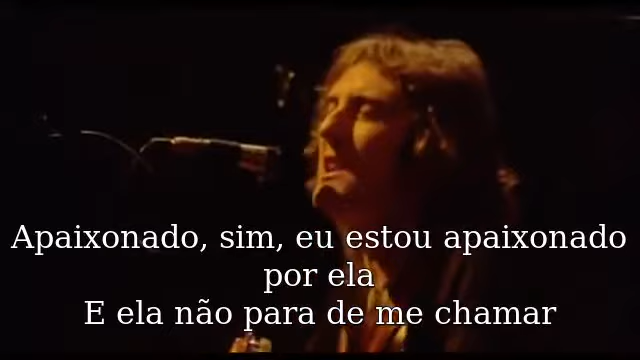 Apaixonado, sim, eu estou apaixonado
por ela
E ela não para de me chamar